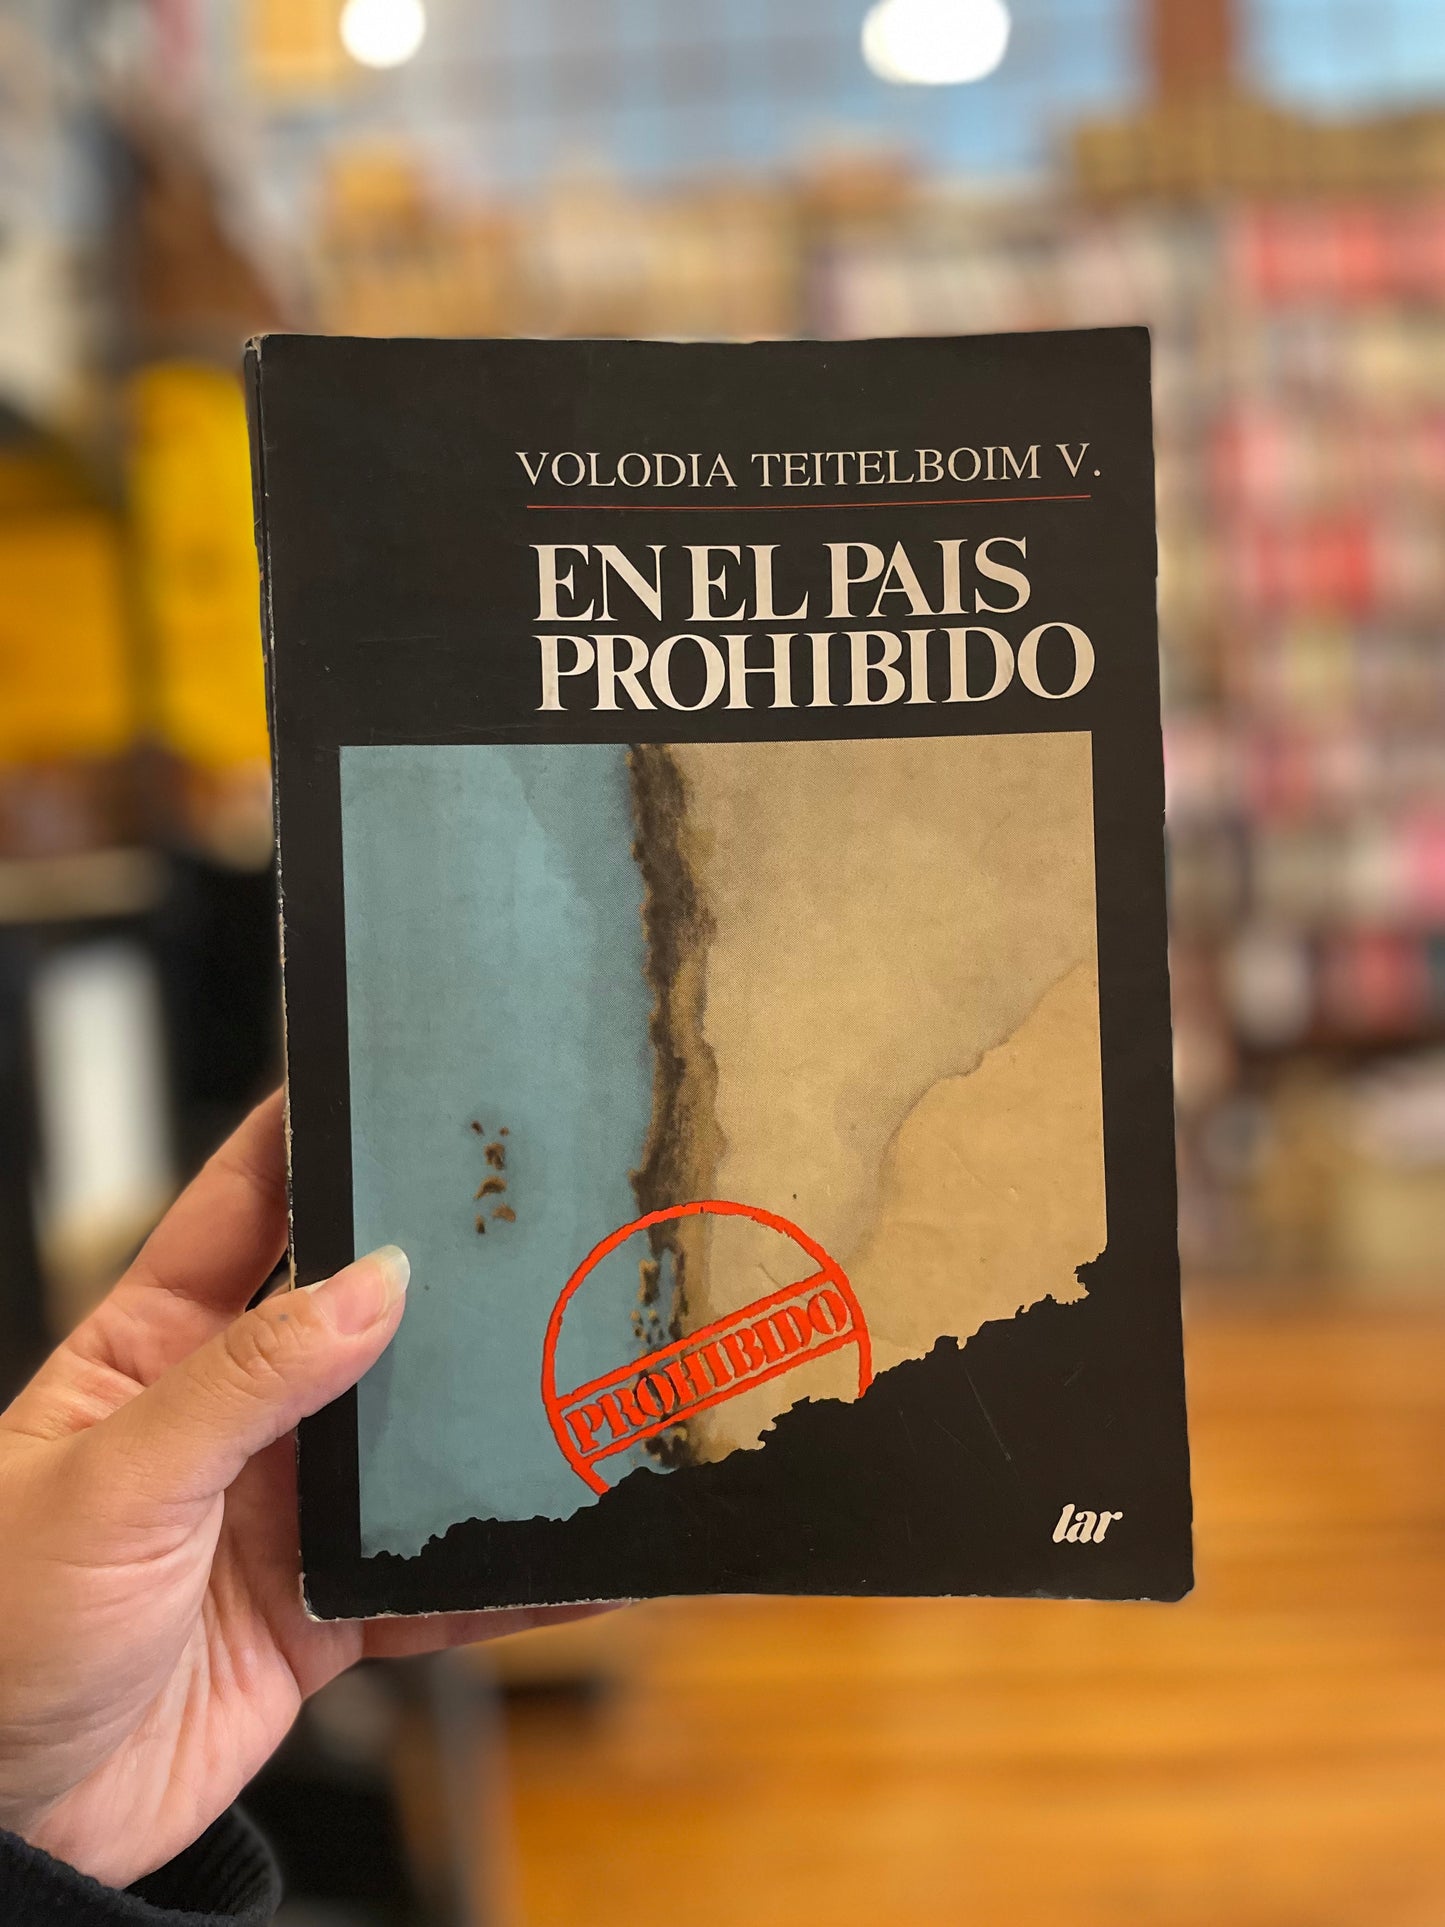 VOLODIA TEITELBOIM V.
EN EL PAIS
PROHIBIDO
PROHIBIDO
lar